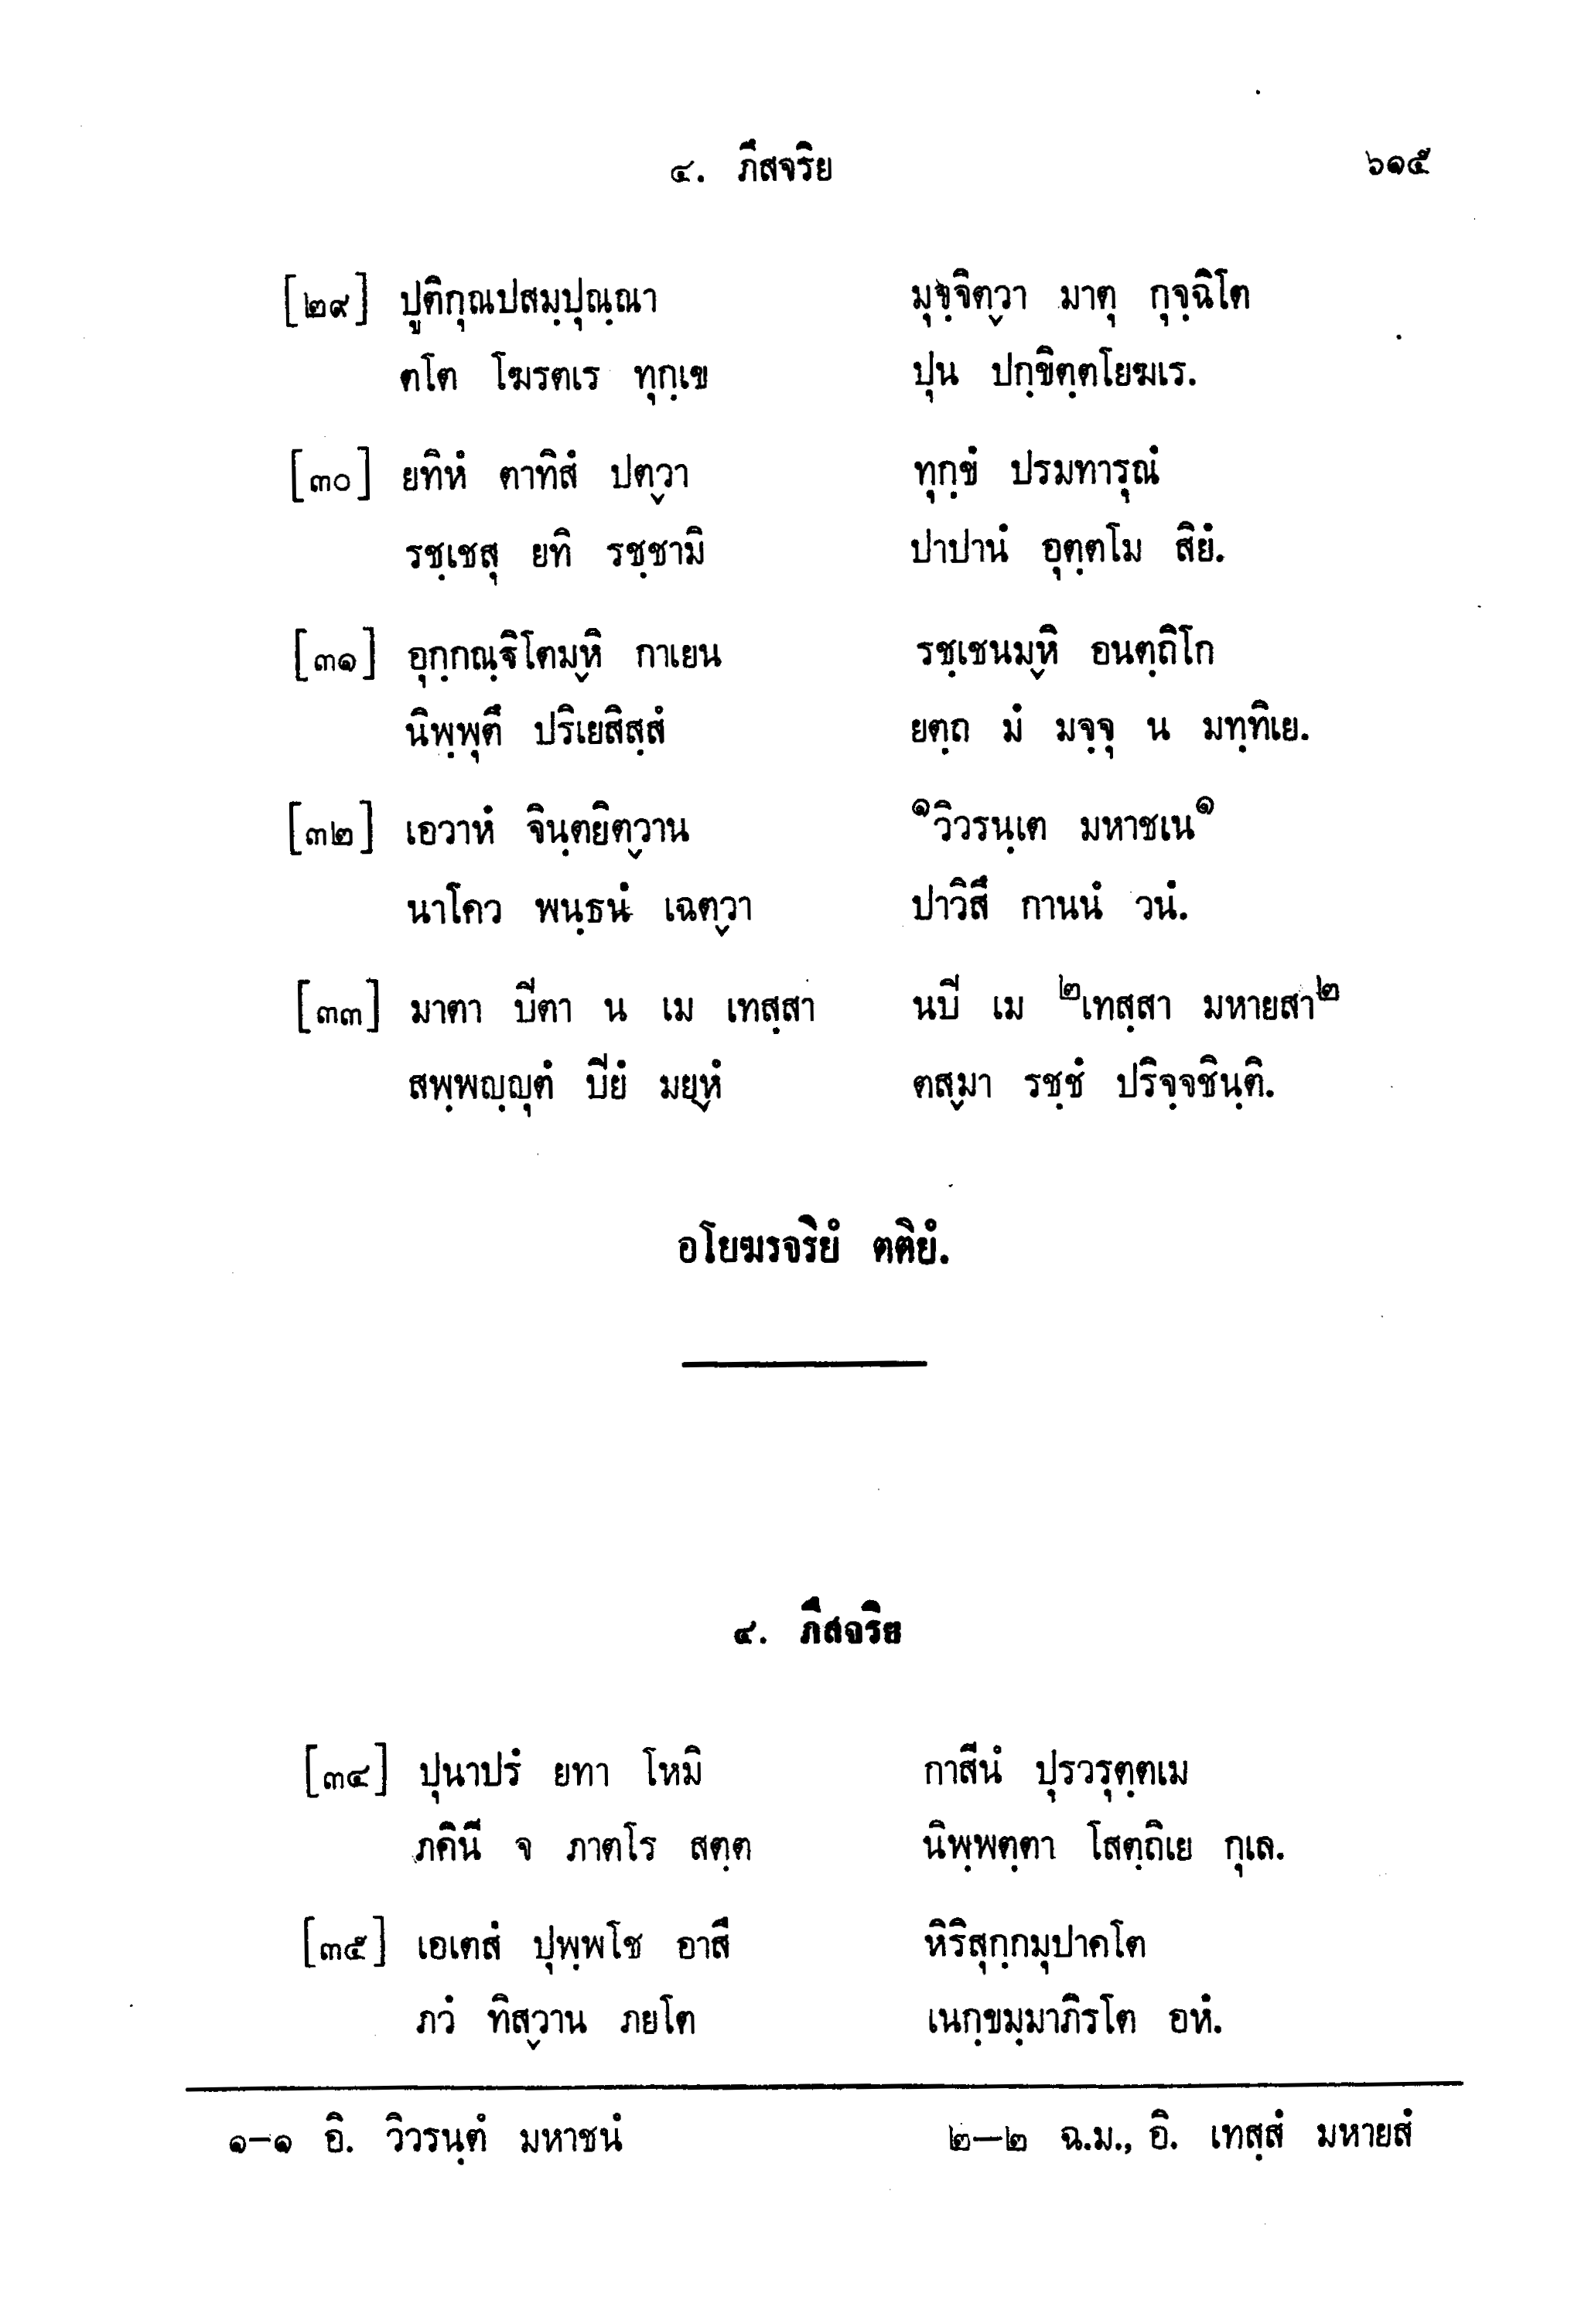 ๔. ภึสจริย ๖๑๕
[๒๙] ปูติกุณปสมฺปุณฺณา มุจฺจิตฺวา มาตุ กุจฺฉิโต
ตโต โฆรตเร ทุกฺเข ปุน ปกฺขิตฺตโยฆเร.
[๓๐] ยทิหํ ตาทิสํ ปตฺวา ทุกฺขํ ปรมทารุณํ
รชฺเชสุ ยทิ รชฺชามิ ปาปานํ อุตฺตโม สิยํ.
[๓๑] อุกฺกณฺฐิโตมฺหิ กาเยน รชฺเชนมฺหิ อนตฺถิโก
นิพฺพุตึ ปริเยสิสฺสํ ยตฺถ มํ มจฺจุ น มทฺทิเย.
[๓๒] เอวาหํ จินฺตยิตฺวาน ๑วิวรนฺเต มหาชเน๑
นาโคว พนฺธนํ เฉตฺวา ปาวิสึ กานนํ วนํ.
[๓๓] มาตา ปิตา น เม เทสฺสา นปิ เม ๒เทสฺสา มหายสา๒
สพฺพญฺญุตํ ปิยํ มยฺหํ ตสฺมา รชฺชํ ปริจฺจชินฺติ.
อโยฆรจริยํ ตติยํ.
๔. ภึสจริย
[๓๔] ปุนาปรํ ยทา โหมิ กาสีนํ ปุรวรุตฺตเม
ภคินี จ ภาตโร สตฺต นิพฺพตฺตา โสตฺถิเย กุเล.
[๓๕] เอเตสํ ปุพฺพโช อาสึ หิริสุกฺกมุปาคโต
ภวํ ทิสฺวาน ภยโต เนกฺขมฺมาภิรโต อหํ.
๑-๑ อิ. วิวรนฺตํ มหาชนํ ๒-๒ ฉ.ม., อิ. เทสฺสํ มหายสํ